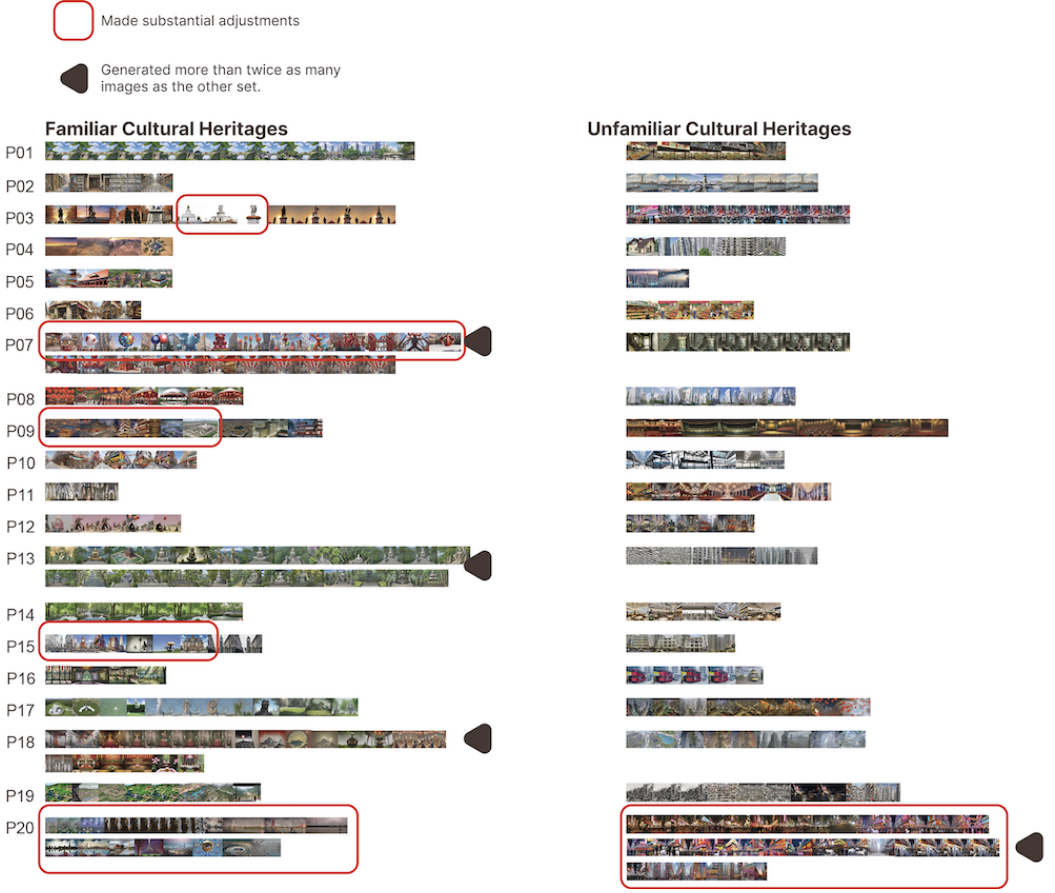 Made substantial adjustments
Generated more than twice as many
images as the other set.
Familiar Cultural Heritages
Unfamiliar Cultural Heritages
P01
P02
P03
P04
P05
P06
P07
P08
P09
P10
P11
P12
P13
P14
P15
P16
P17
P18
P19
P20